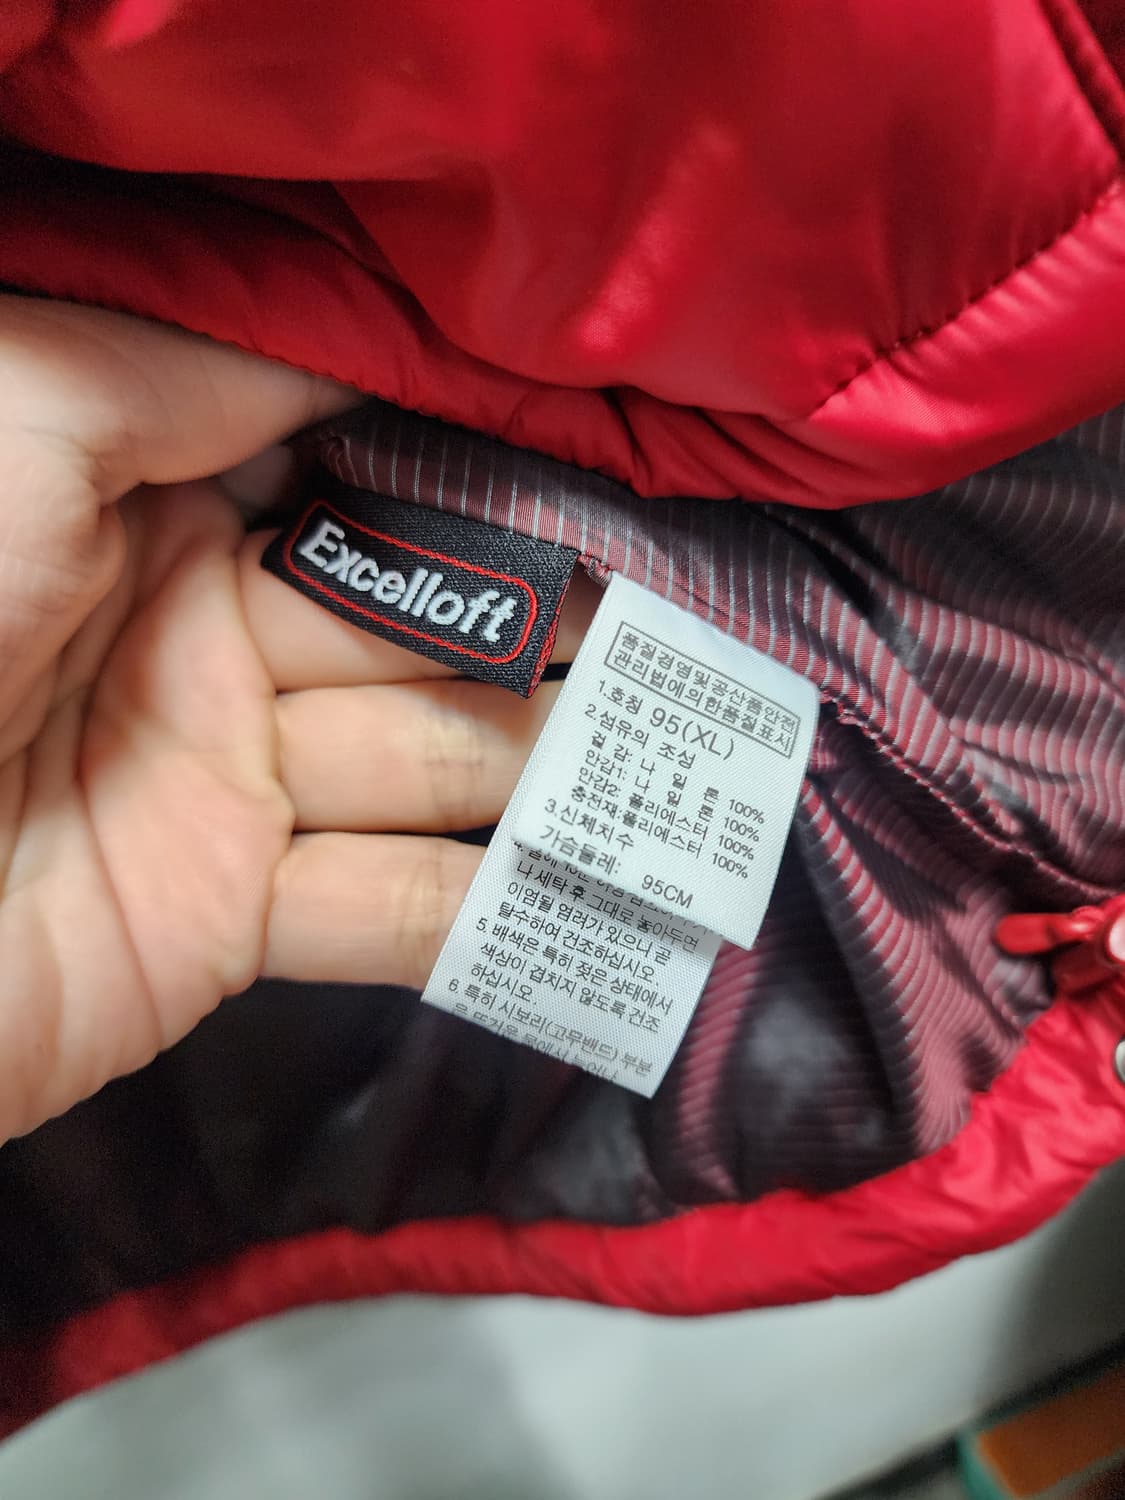 Excelloft
품질경영및공산품안전
관리법에의한품질표시
1.호칭 95(XL)
2.섬유의 조성
겉 감: 나 일 론 100%
안감1: 나 일 론 100%
안감2: 폴리에스터 100%
충전재:폴리에스터 100%
3.신체치수
가슴둘레: 95CM
나 세탁 후 그대로 놓아두면
이염될 염려가 있으니 곧
탈수하여 건조하십시오.
5. 배색은 특히 젖은 상태에서
색상이 겹치지 않도록 건조
하십시오.
6. 특히 시보리(고무밴드) 부분